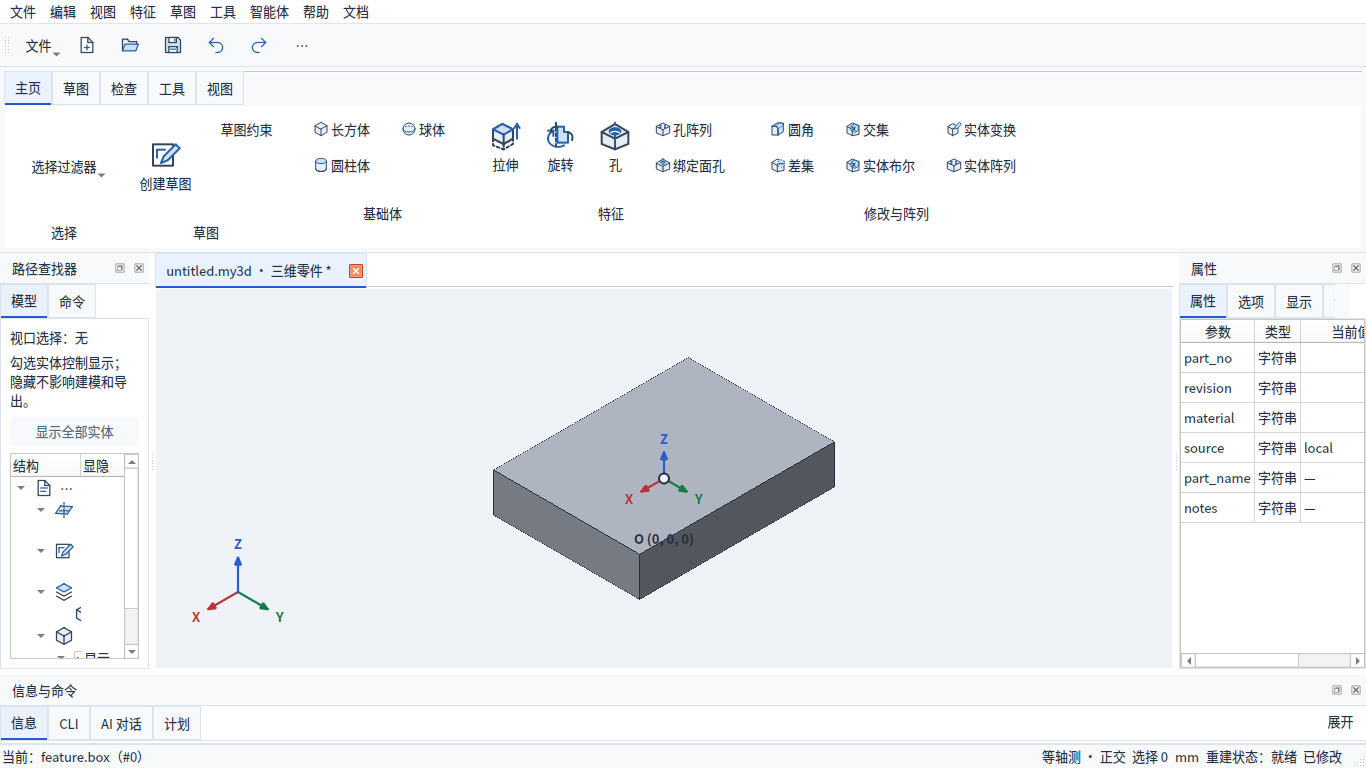 文件 编辑 视图 特征 草图 工具 智能体 帮助 文档
文件 ...
主页 草图 检查 工具 视图
选择过滤器
创建草图
草图约束
长方体 球体
圆柱体
拉伸 旋转 孔
孔阵列
绑定面孔
圆角 交集 实体变换
差集 实体布尔 实体阵列
选择 草图 基础体 特征 修改与阵列
路径查找器
模型 命令
视口选择：无
勾选实体控制显示；
隐藏不影响建模和导
出。
显示全部实体
结构 显隐
...
untitled.my3d · 三维零件 *
Z
X Y
O (0, 0, 0)
Z
X Y
属性
属性 选项 显示
参数 类型
part_no 字符串
revision 字符串
material 字符串
source 字符串 local
part_name 字符串 —
notes 字符串 —
信息与命令
信息 CLI AI 对话 计划 展开
当前：feature.box（#0） 等轴测 · 正交 选择 0 mm 重建状态：就绪 已修改